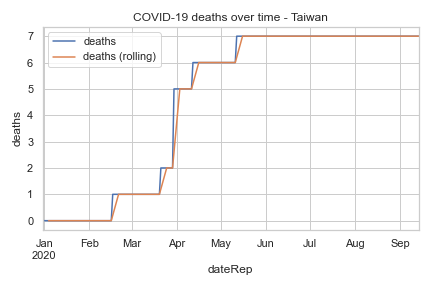 COVID-19 deaths over time - Taiwan
deaths
deaths (rolling)
7
6
5
4
3
2
1
0
deaths
Jan Feb Mar Apr May Jun Jul Aug Sep
2020
dateRep